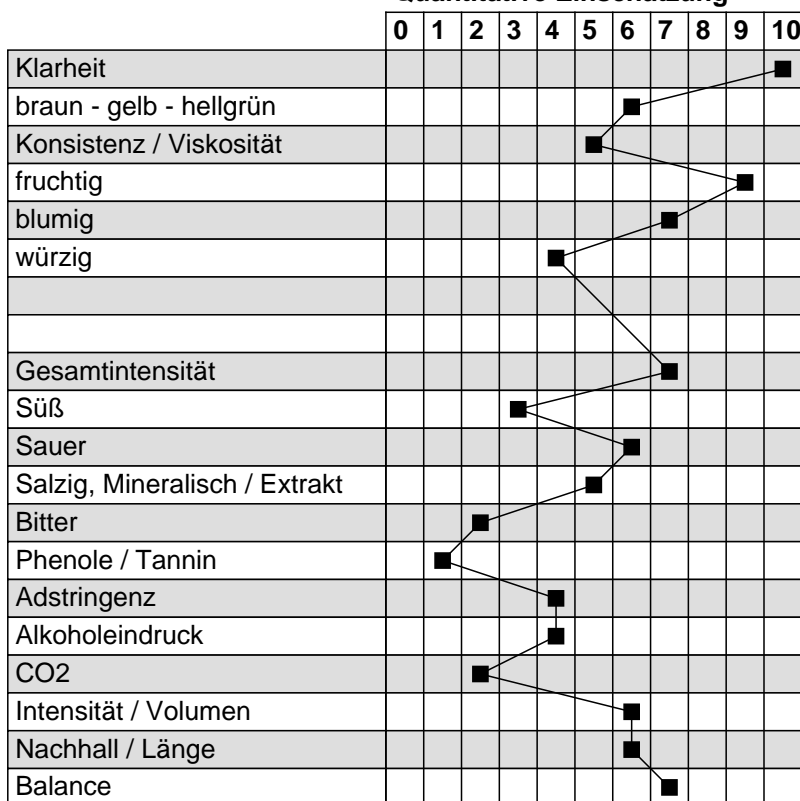 0 1 2 3 4 5 6 7 8 9 10
Klarheit
braun - gelb - hellgrün
Konsistenz / Viskosität
fruchtig
blumig
würzig
Gesamtintensität
Süß
Sauer
Salzig, Mineralisch / Extrakt
Bitter
Phenole / Tannin
Adstringenz
Alkoholeindruck
CO2
Intensität / Volumen
Nachhall / Länge
Balance